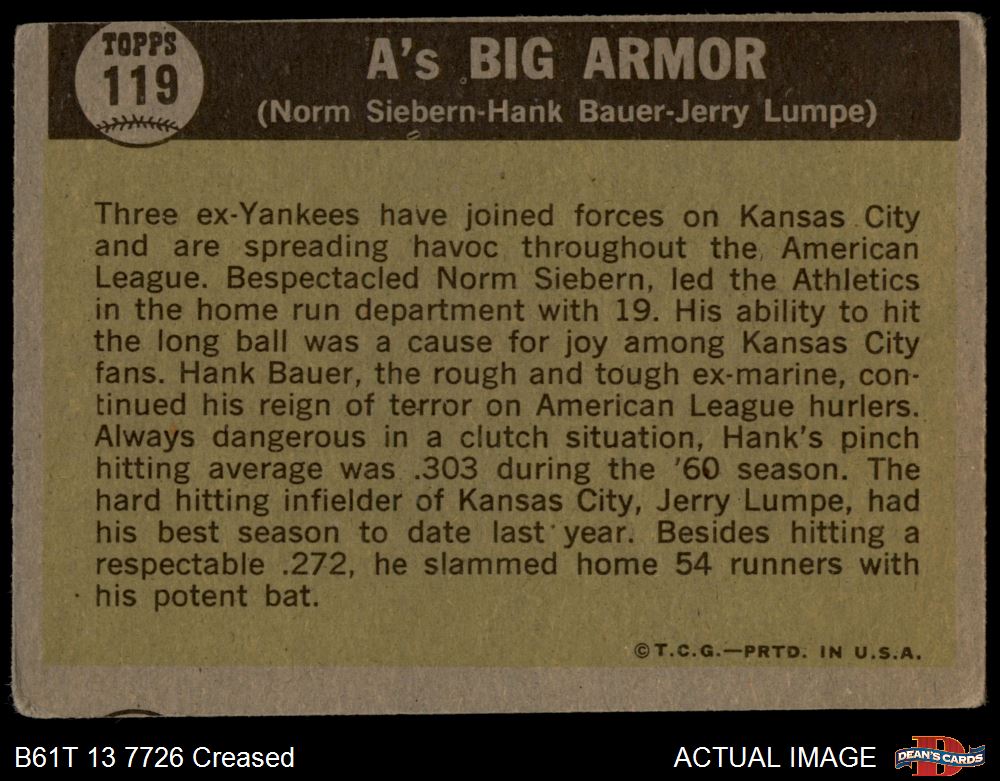 TOPPS
119
A's BIG ARMOR
(Norm Siebern-Hank Bauer-Jerry Lumpe)
Three ex-Yankees have joined forces on Kansas City
and are spreading havoc throughout the American
League. Bespectacled Norm Siebern, led the Athletics
in the home run department with 19. His ability to hit
the long ball was a cause for joy among Kansas City
fans. Hank Bauer, the rough and tough ex-marine, con-
tinued his reign of terror on American League hurlers.
Always dangerous in a clutch situation, Hank's pinch
hitting average was .303 during the '60 season. The
hard hitting infielder of Kansas City, Jerry Lumpe, had
his best season to date last year. Besides hitting a
respectable .272, he slammed home 54 runners with
his potent bat.
©T.C.G.—PRTD. IN U.S.A.
B61T 13 7726 Creased
ACTUAL IMAGE
D
DEAN'S CARDS